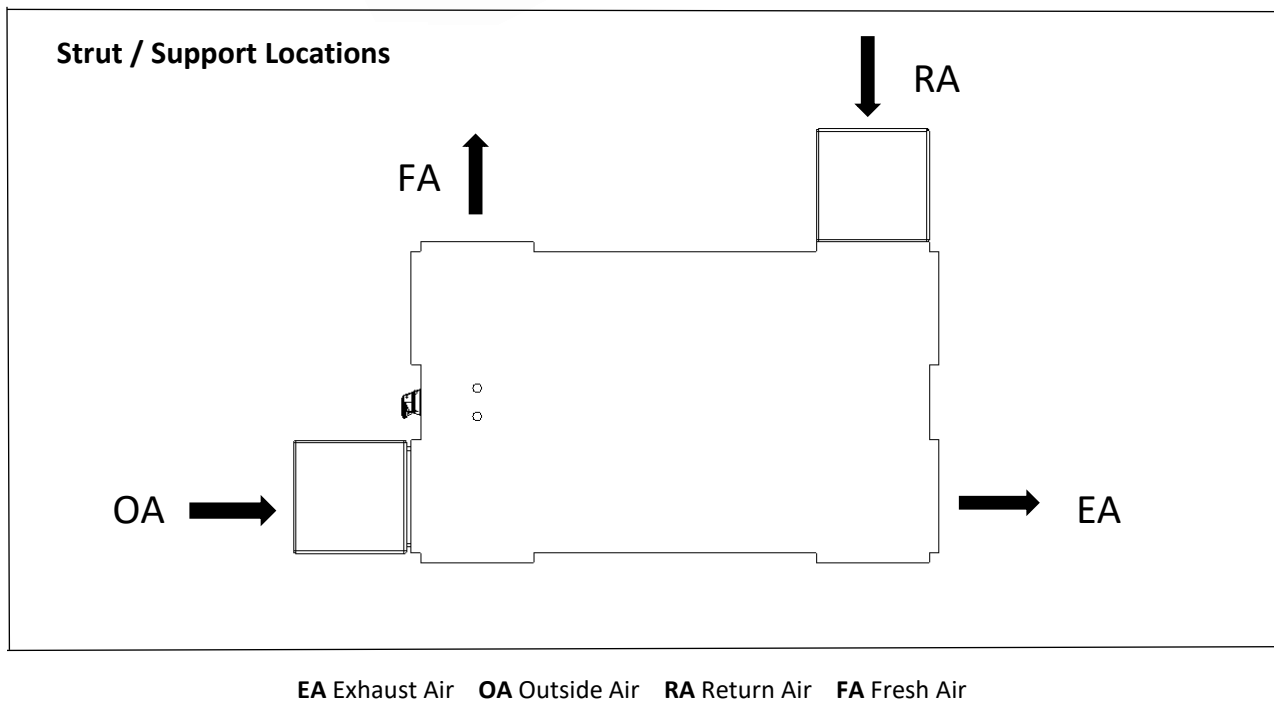 Strut / Support Locations
RA
FA
OA
EA
EA Exhaust Air OA Outside Air RA Return Air FA Fresh Air